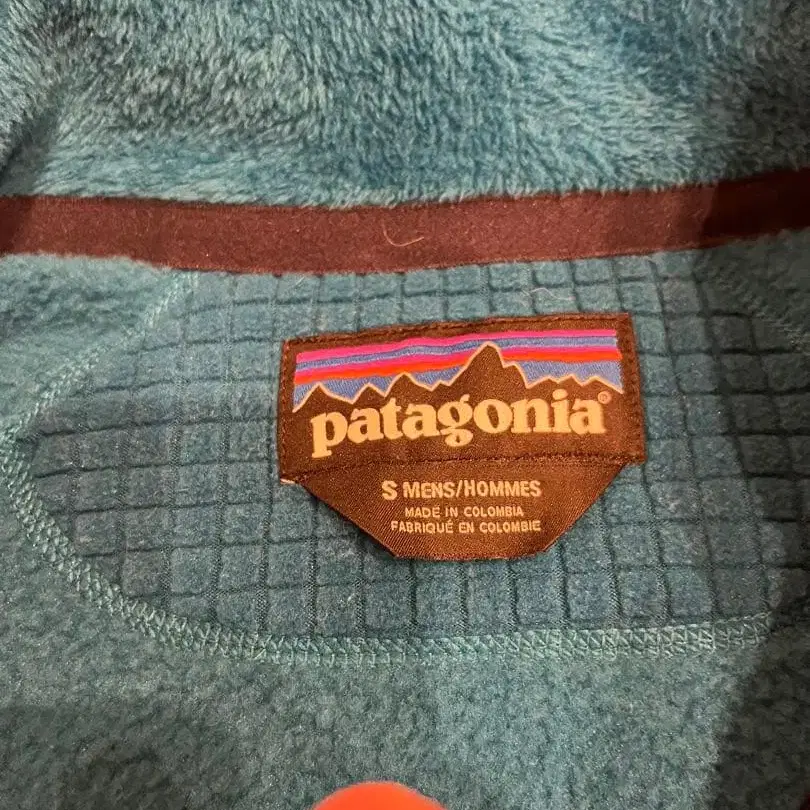 patagonia®
S MENS/HOMMES
MADE IN COLOMBIA
FABRIQUÉ EN COLOMBIE